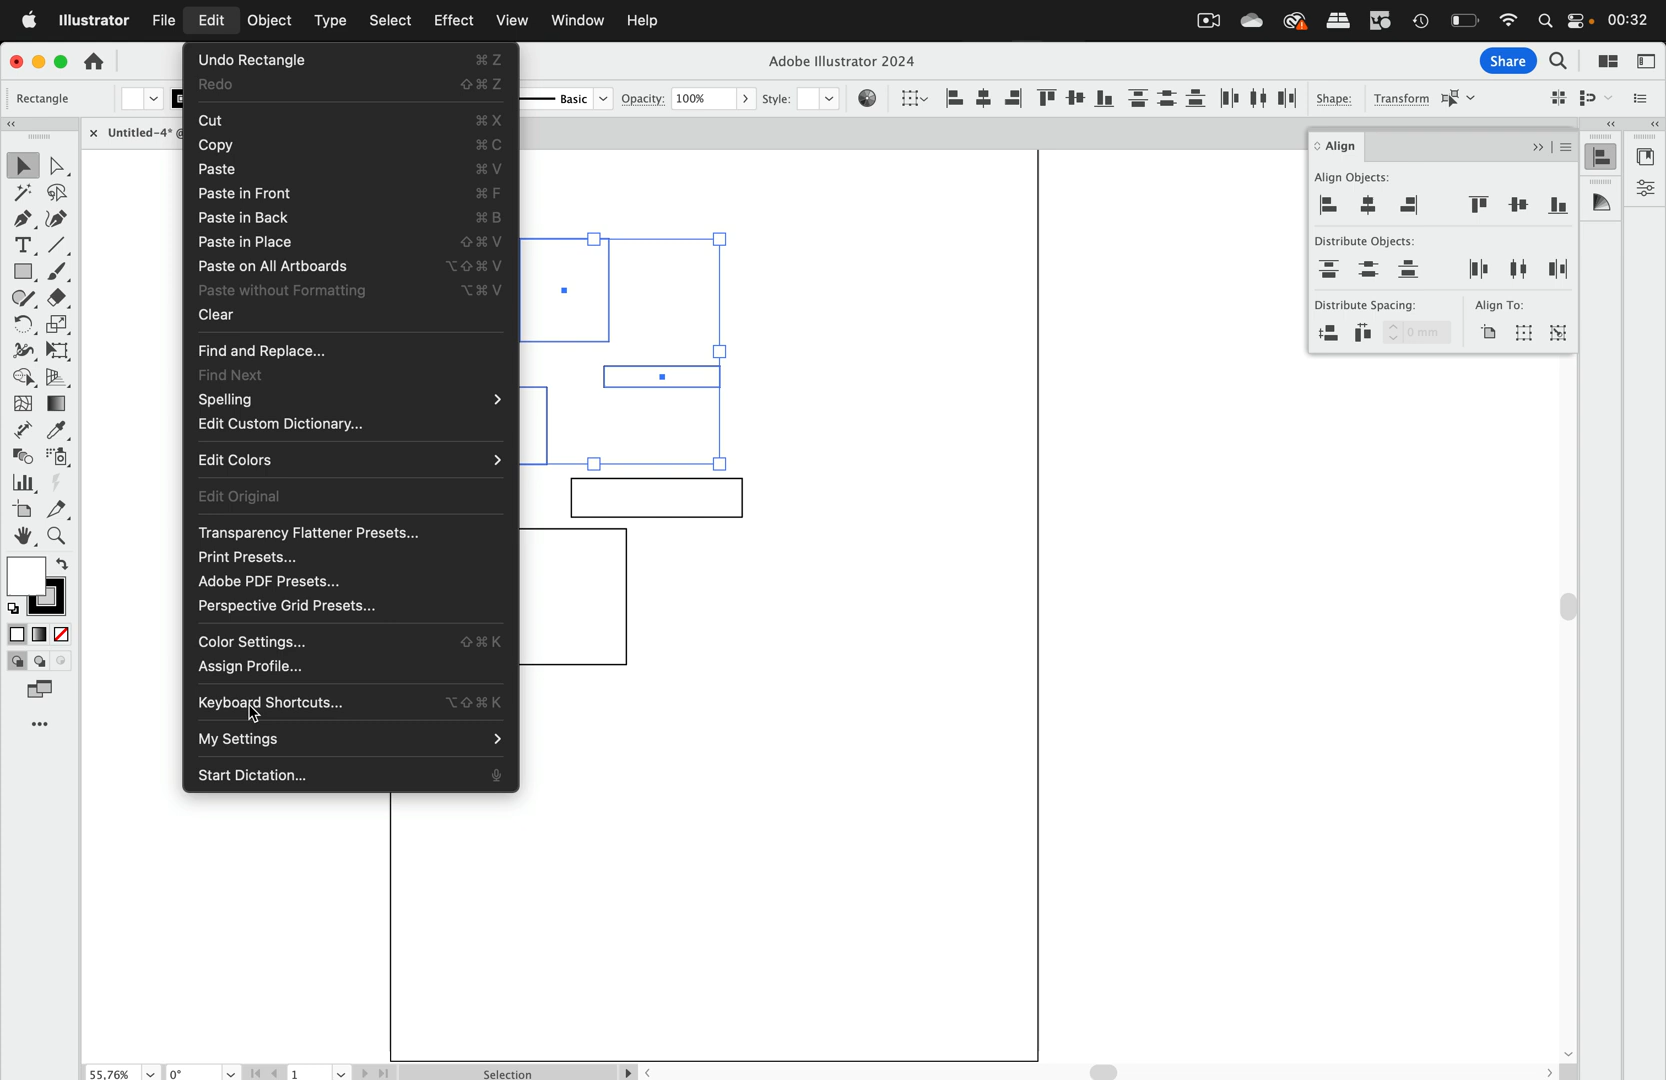 Illustrator File Edit Object Type Select Effect View Window Help 00:32
Adobe Illustrator 2024
Share
Rectangle
Basic
Opacity:
100%
Style:
Shape:
Transform
Untitled-4* @
Undo Rectangle ⌘ Z
Redo ⇧ ⌘ Z
Cut ⌘ X
Copy ⌘ C
Paste ⌘ V
Paste in Front ⌘ F
Paste in Back ⌘ B
Paste in Place ⇧ ⌘ V
Paste on All Artboards ⌥ ⇧ ⌘ V
Paste without Formatting ⌥ ⌘ V
Clear
Find and Replace...
Find Next
Spelling
Edit Custom Dictionary...
Edit Colors
Edit Original
Transparency Flattener Presets...
Print Presets...
Adobe PDF Presets...
Perspective Grid Presets...
Color Settings... ⇧ ⌘ K
Assign Profile...
Keyboard Shortcuts... ⌥ ⇧ ⌘ K
My Settings
Start Dictation...
Align
Align Objects:
Distribute Objects:
Distribute Spacing:
Align To:
0 mm
55,76%
0°
1
Selection